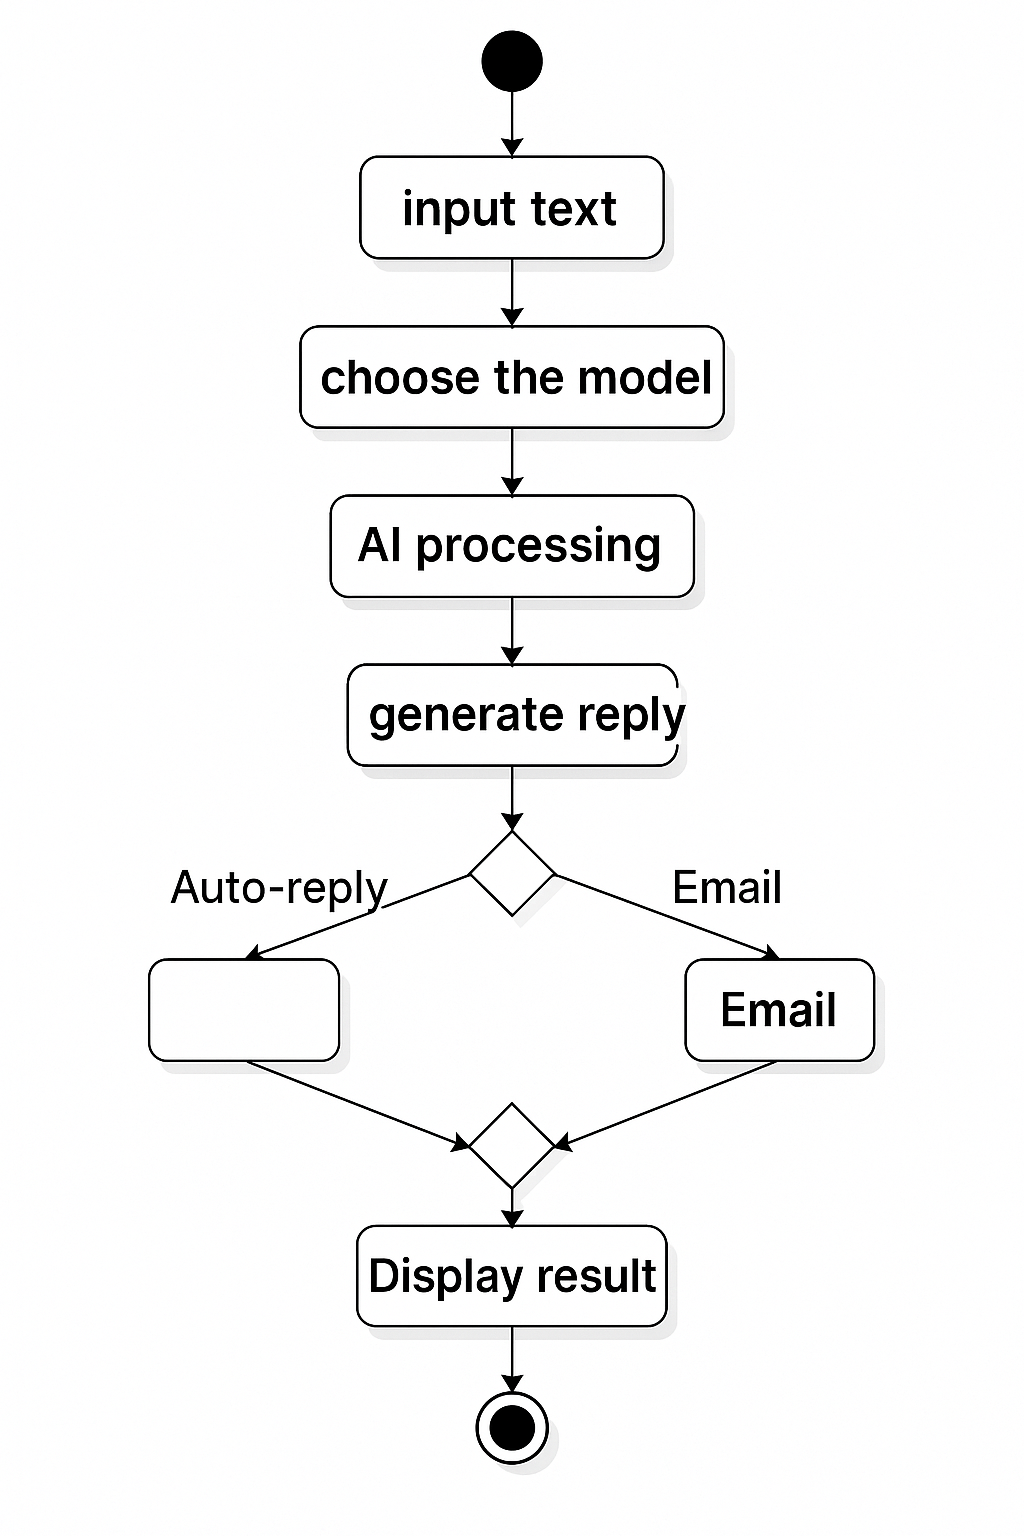 input text
choose the model
AI processing
generate reply
Auto-reply
Email
Email
Display result